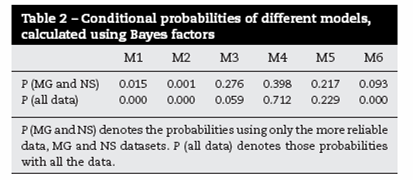 Table 2 – Conditional probabilities of different models,
calculated using Bayes factors
M1 M2 M3 M4 M5 M6
P (MG and NS) 0.015 0.001 0.276 0.398 0.217 0.093
P (all data) 0.000 0.000 0.059 0.712 0.229 0.000
P (MG and NS) denotes the probabilities using only the more reliable
data, MG and NS datasets. P (all data) denotes those probabilities
with all the data.